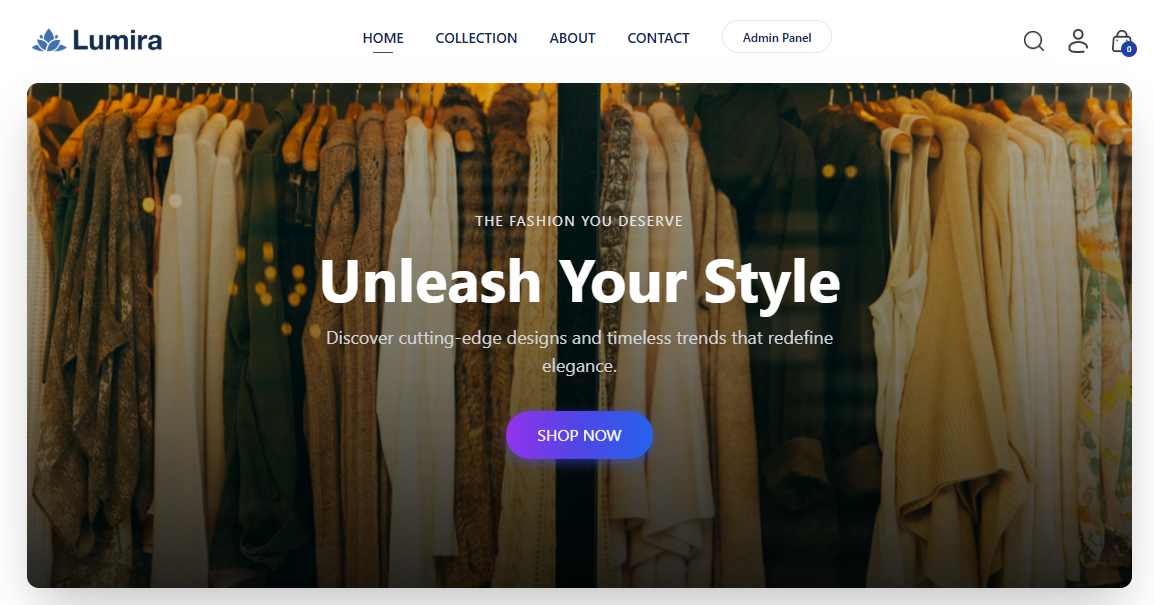 Lumira
HOME
COLLECTION
ABOUT
CONTACT
Admin Panel
0
THE FASHION YOU DESERVE
Unleash Your Style
Discover cutting-edge designs and timeless trends that redefine
elegance.
SHOP NOW